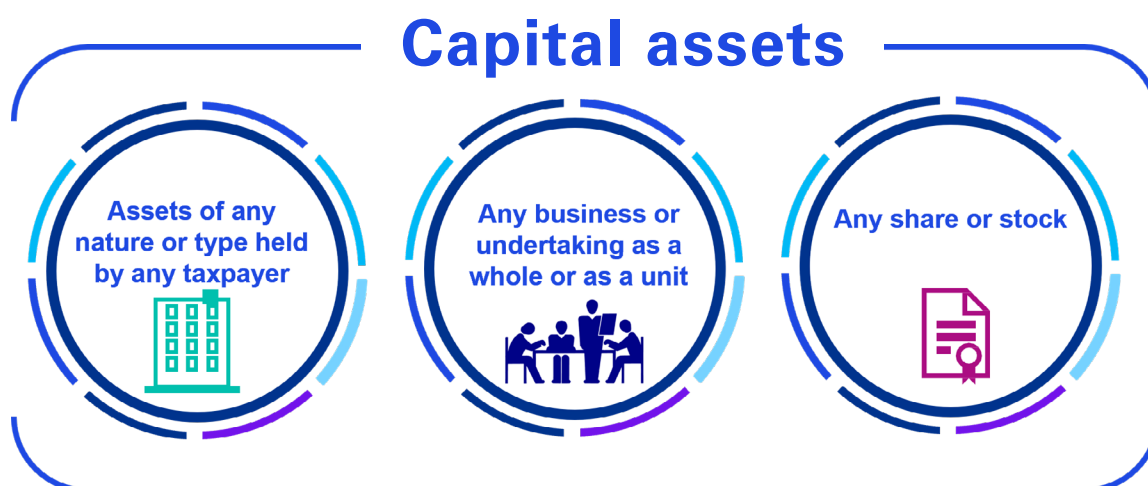 Capital assets
Assets of any
nature or type held
by any taxpayer
Any business or
undertaking as a
whole or as a unit
Any share or stock